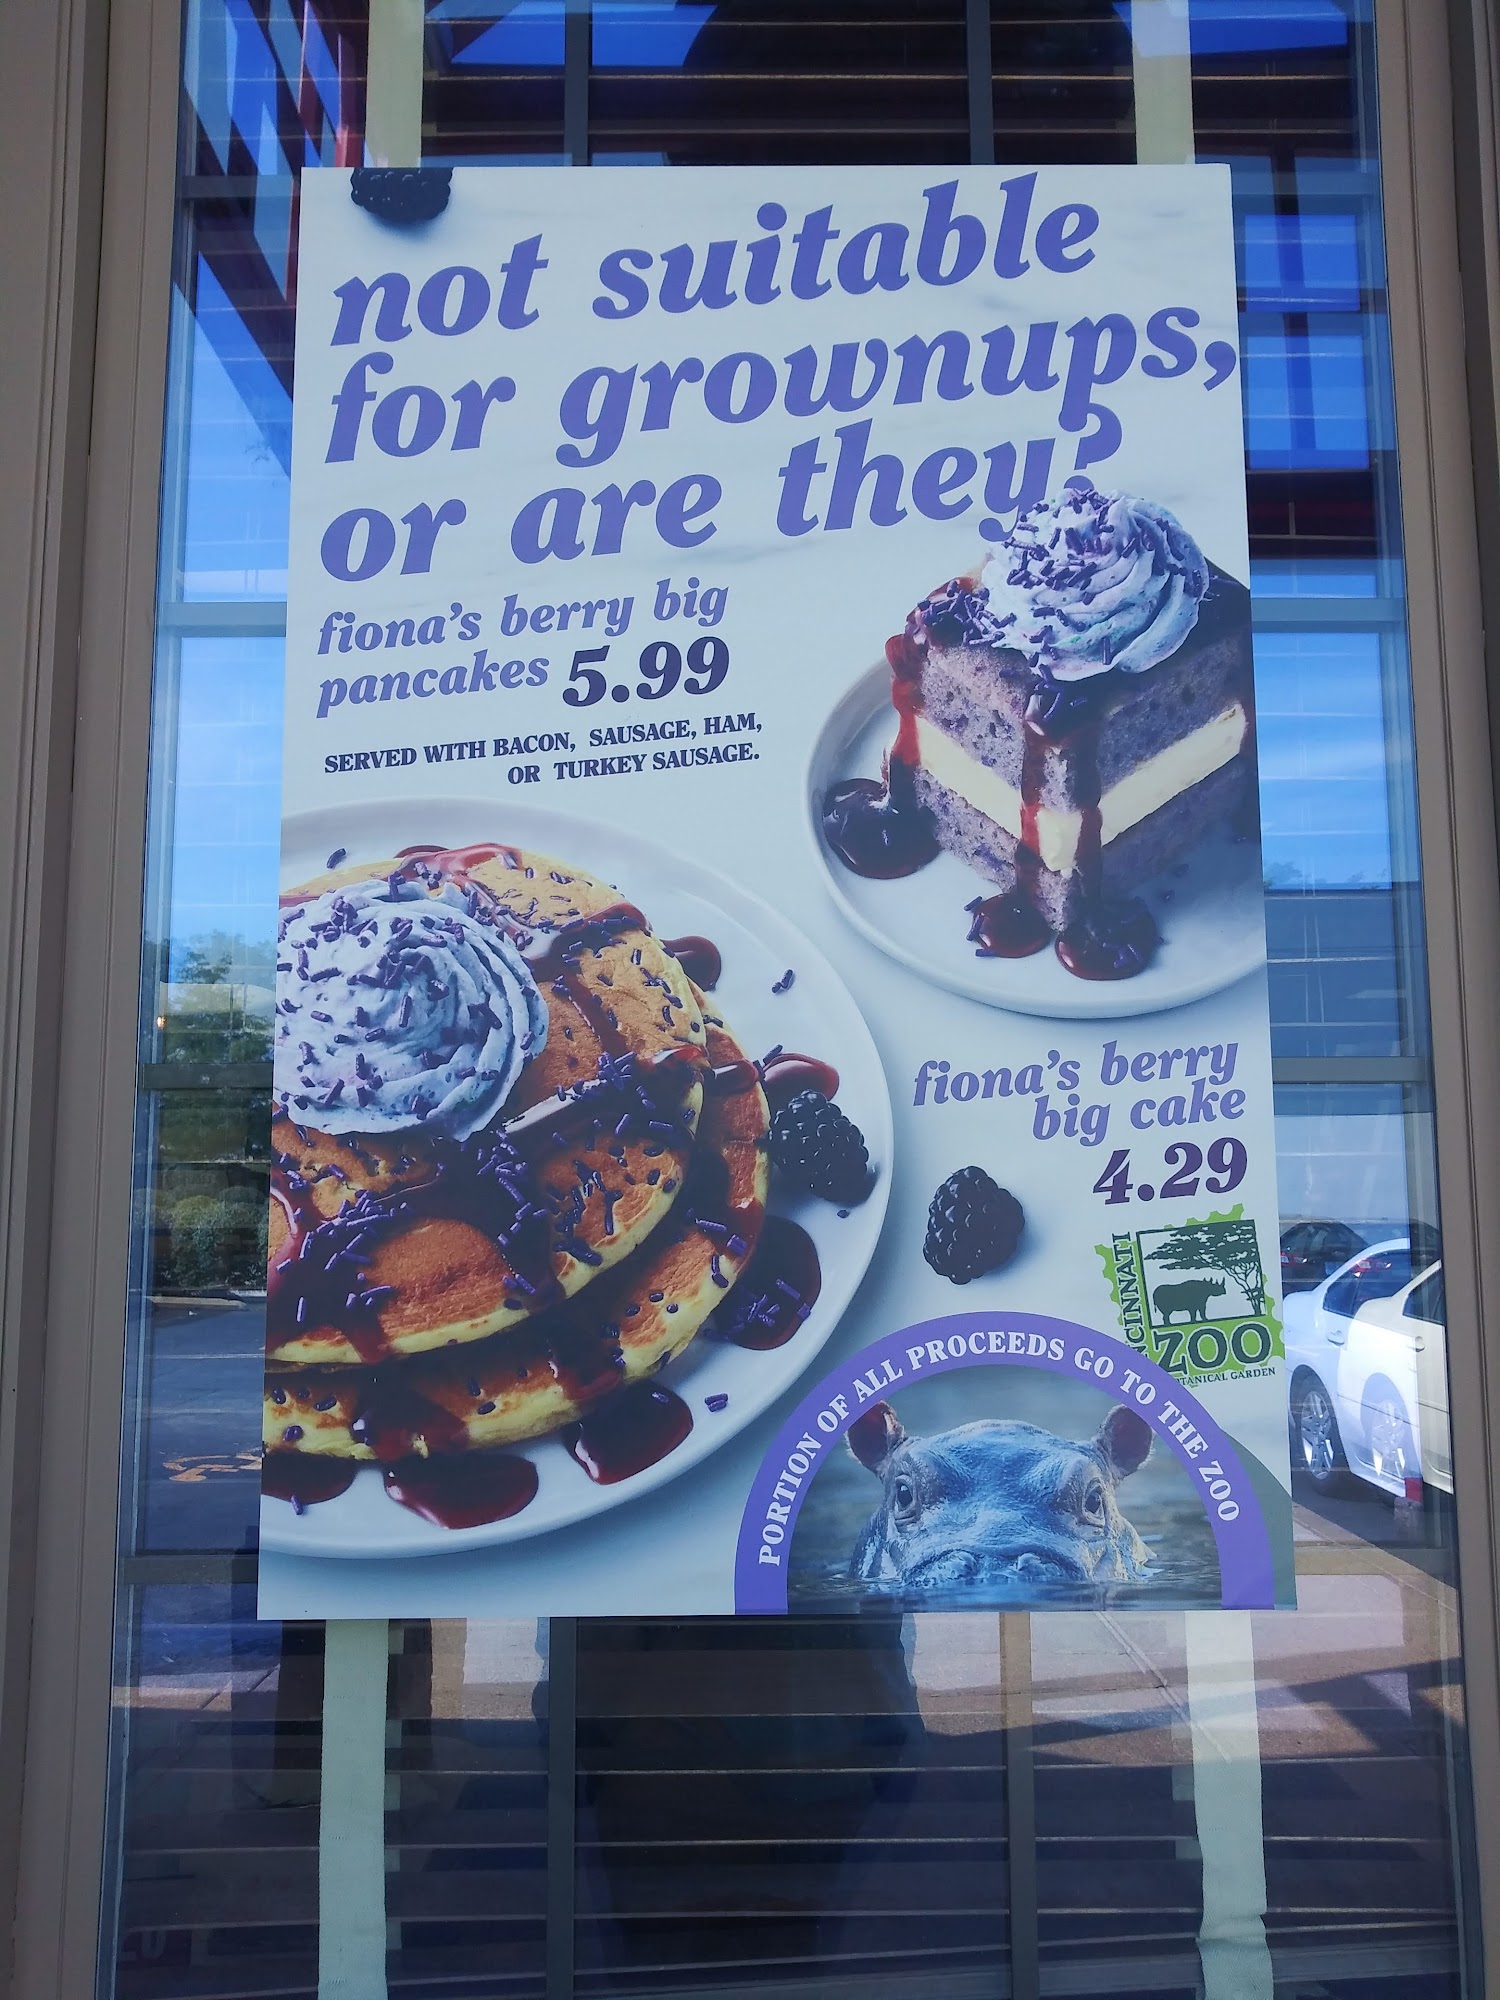 not suitable
for grownups,
or are they?
fiona's berry big
pancakes 5.99
SERVED WITH BACON, SAUSAGE, HAM,
OR TURKEY SAUSAGE.
fiona's berry
big cake
4.29
ZOO
GARDEN
PORTION OF ALL PROCEEDS GO TO THE ZOO